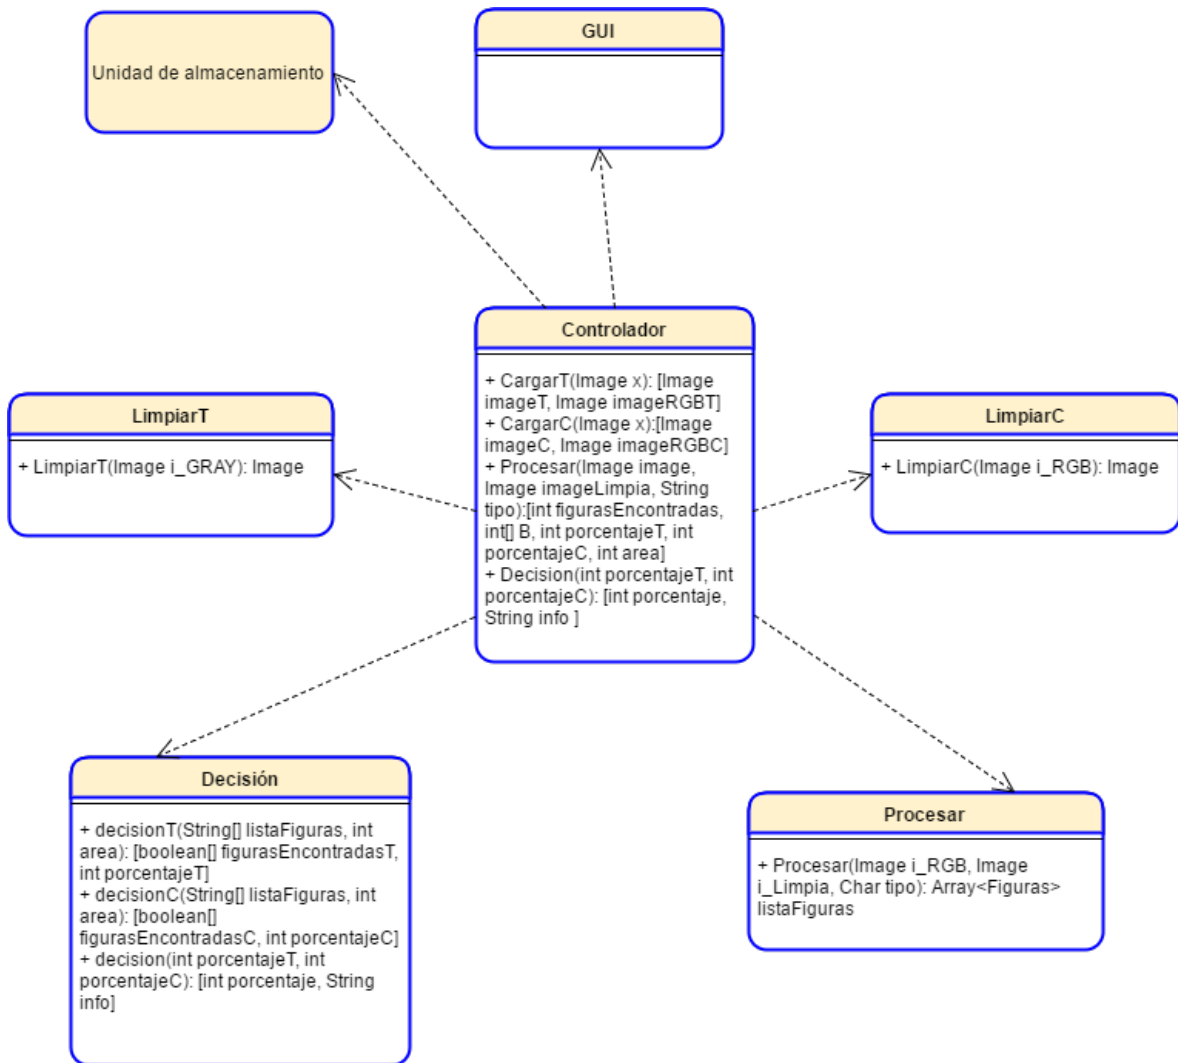 Unidad de almacenamiento
GUI
Controlador
+ CargarT(Image x): [Image
imageT, Image imageRGBT]
+ CargarC(Image x):[Image
imageC, Image imageRGBC]
+ Procesar(Image image,
Image imageLimpia, String
tipo):[int figurasEncontradas,
int[] B, int porcentajeT, int
porcentajeC, int area]
+ Decision(int porcentajeT, int
porcentajeC): [int porcentaje,
String info ]
LimpiarT
+ LimpiarT(Image i_GRAY): Image
LimpiarC
+ LimpiarC(Image i_RGB): Image
Decisión
+ decisionT(String[] listaFiguras, int
area): [boolean[] figurasEncontradasT,
int porcentajeT]
+ decisionC(String[] listaFiguras, int
area): [boolean[]
figurasEncontradasC, int porcentajeC]
+ decision(int porcentajeT, int
porcentajeC): [int porcentaje, String
info]
Procesar
+ Procesar(Image i_RGB, Image
i_Limpia, Char tipo): Array<Figuras>
listaFiguras